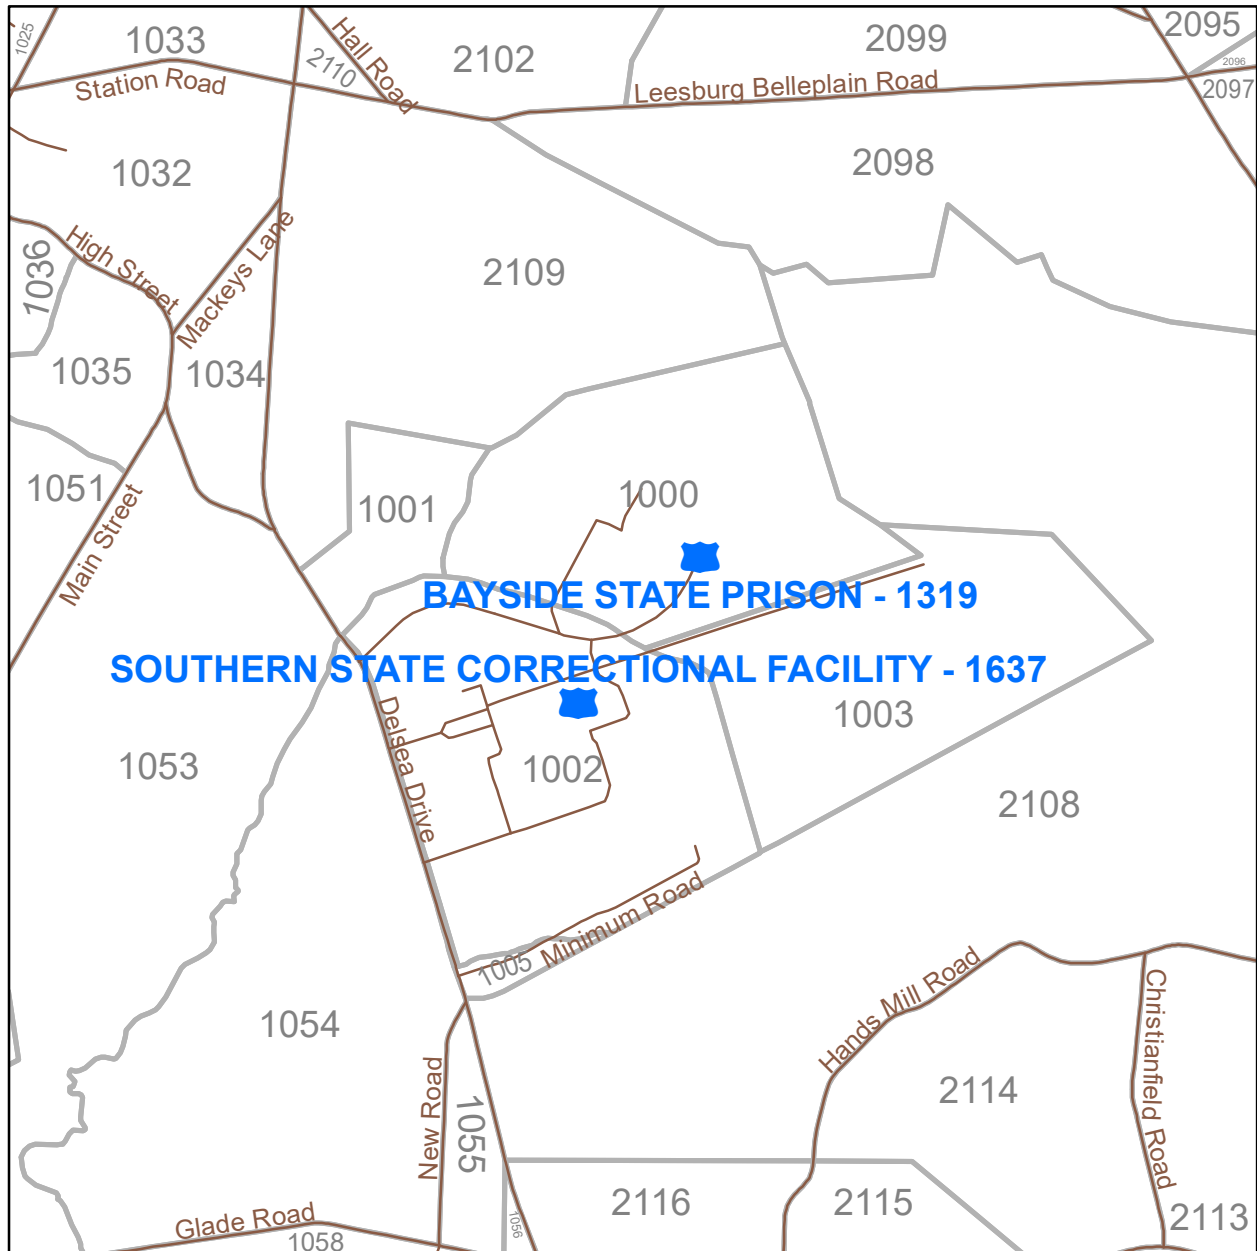 1025
1033
Hall Road
2110
2102
2099
2095
2096
2097
Station Road
Leesburg Belleplain Road
1032
2098
High Street
Mackeys Lane
1036
2109
1035
1034
1051
Main Street
1001
1000
BAYSIDE STATE PRISON - 1319
SOUTHERN STATE CORRECTIONAL FACILITY - 1637
Delsea Drive
1003
1053
1002
2108
Minimum Road
1005
Hands Mill Road
Christianfield Road
1054
New Road
1055
2114
2116
2115
2113
Glade Road
1056
1058